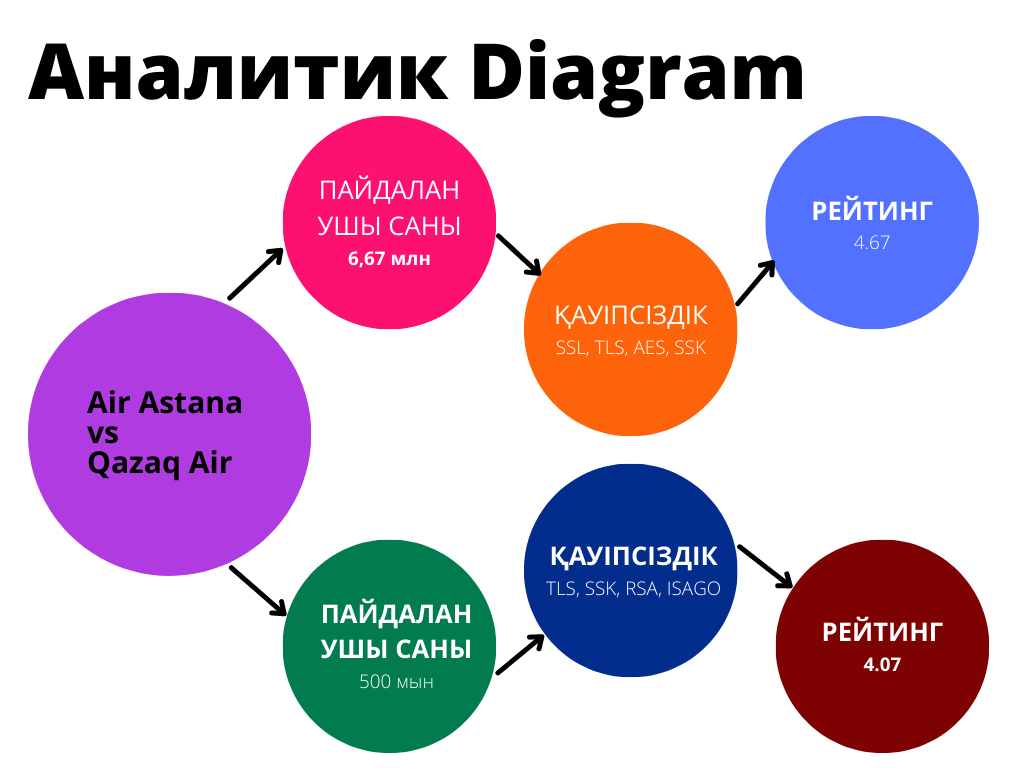 Аналитик Diagram
ПАЙДАЛАН
УШЫ САНЫ
6,67 млн
ҚАУІПСІЗДІК
SSL, TLS, AES, SSK
РЕЙТИНГ
4.67
Air Astana
vs
Qazaq Air
ПАЙДАЛАН
УШЫ САНЫ
500 мын
ҚАУІПСІЗДІК
TLS, SSK, RSA, ISAGO
РЕЙТИНГ
4.07